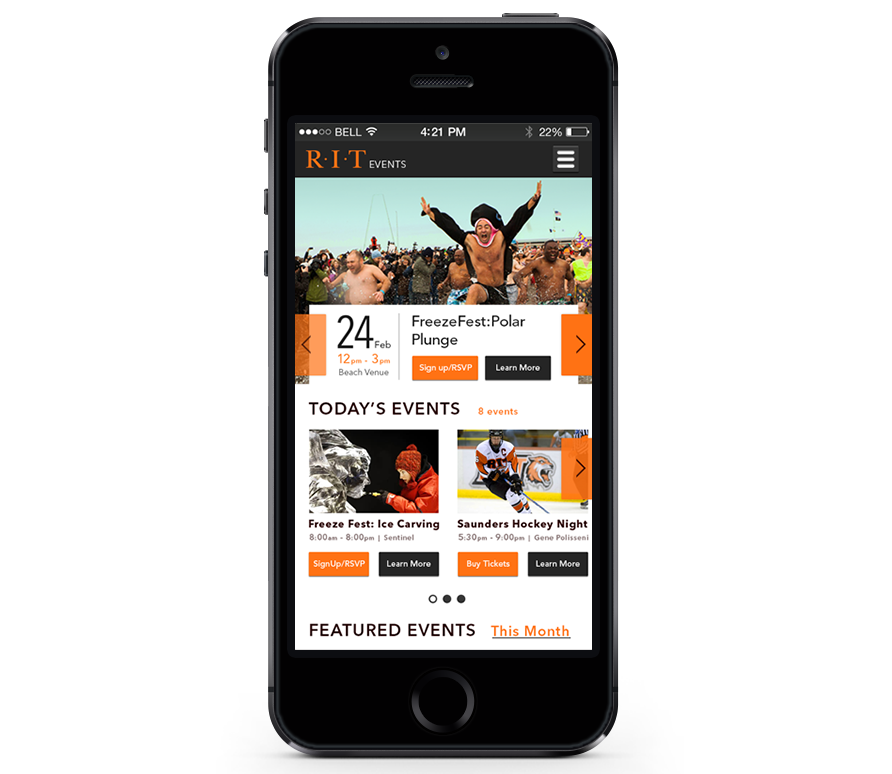 BELL 4:21 PM 22%
R·I·T EVENTS
24 Feb
12pm - 3pm
Beach Venue
FreezeFest:Polar
Plunge
Sign up/RSVP Learn More
TODAY'S EVENTS 8 events
Freeze Fest: Ice Carving
8:00am - 8:00pm | Sentinel
SignUp/RSVP Learn More
Saunders Hockey Night
5:30pm - 9:00pm | Gene Polisseni
Buy Tickets Learn More
FEATURED EVENTS This Month